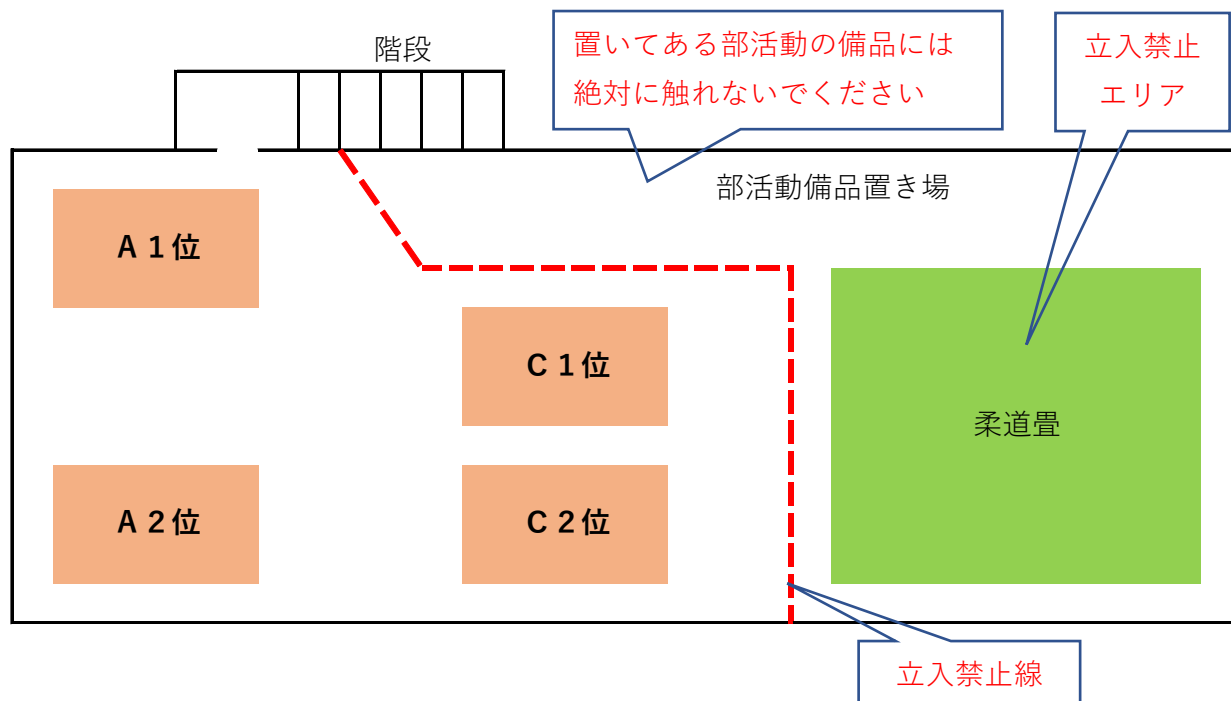 階段
置いてある部活動の備品には
絶対に触れないでください
立入禁止
エリア
部活動備品置き場
A1位
C1位
柔道畳
A2位
C2位
立入禁止線